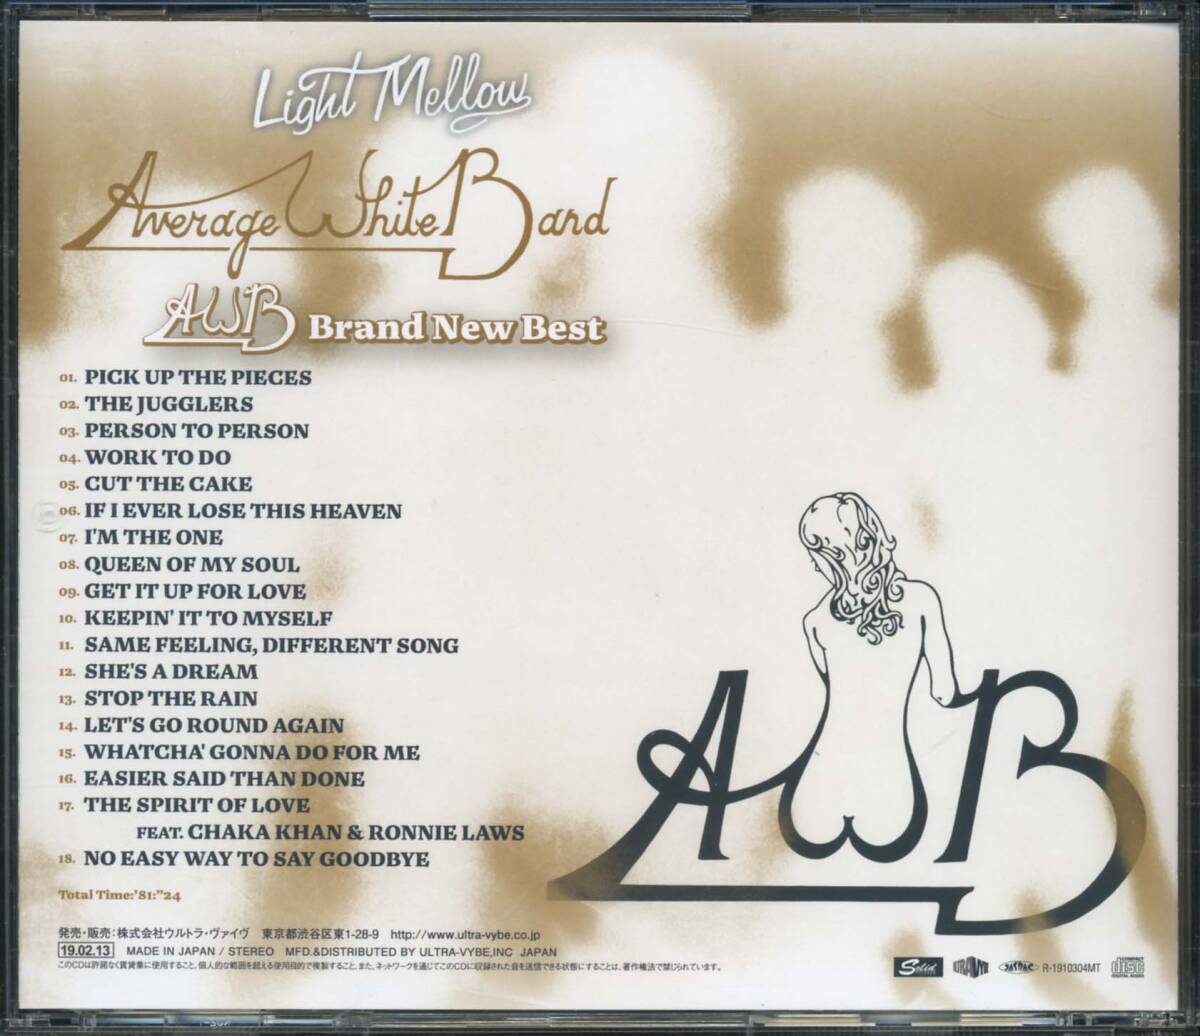 Light Mellow
Average White Band
AWB Brand New Best
01. PICK UP THE PIECES
02. THE JUGGLERS
03. PERSON TO PERSON
04. WORK TO DO
05. CUT THE CAKE
06. IF I EVER LOSE THIS HEAVEN
07. I'M THE ONE
08. QUEEN OF MY SOUL
09. GET IT UP FOR LOVE
10. KEEPIN' IT TO MYSELF
11. SAME FEELING, DIFFERENT SONG
12. SHE'S A DREAM
13. STOP THE RAIN
14. LET'S GO ROUND AGAIN
15. WHATCHA' GONNA DO FOR ME
16. EASIER SAID THAN DONE
17. THE SPIRIT OF LOVE
FEAT. CHAKA KHAN & RONNIE LAWS
18. NO EASY WAY TO SAY GOODBYE
AWB
Total Time:'81:"24
発売・販売：株式会社ウルトラ・ヴァイヴ 東京都渋谷区東1-28-9 http://www.ultra-vybe.co.jp
19.02.13 MADE IN JAPAN / STEREO MFD.&DISTRIBUTED BY ULTRA-VYBE,INC JAPAN
このCDは許諾なく賃貸業に使用すること、個人的な範囲を超える使用目的で複製すること、また、ネットワークを通じてこのCDに収録された音を送信できる状態にすることは、著作権法で禁じられています。
Solid ULTRA-VYBE JASRAC R-1910304MT COMPACT disc DIGITAL AUDIO